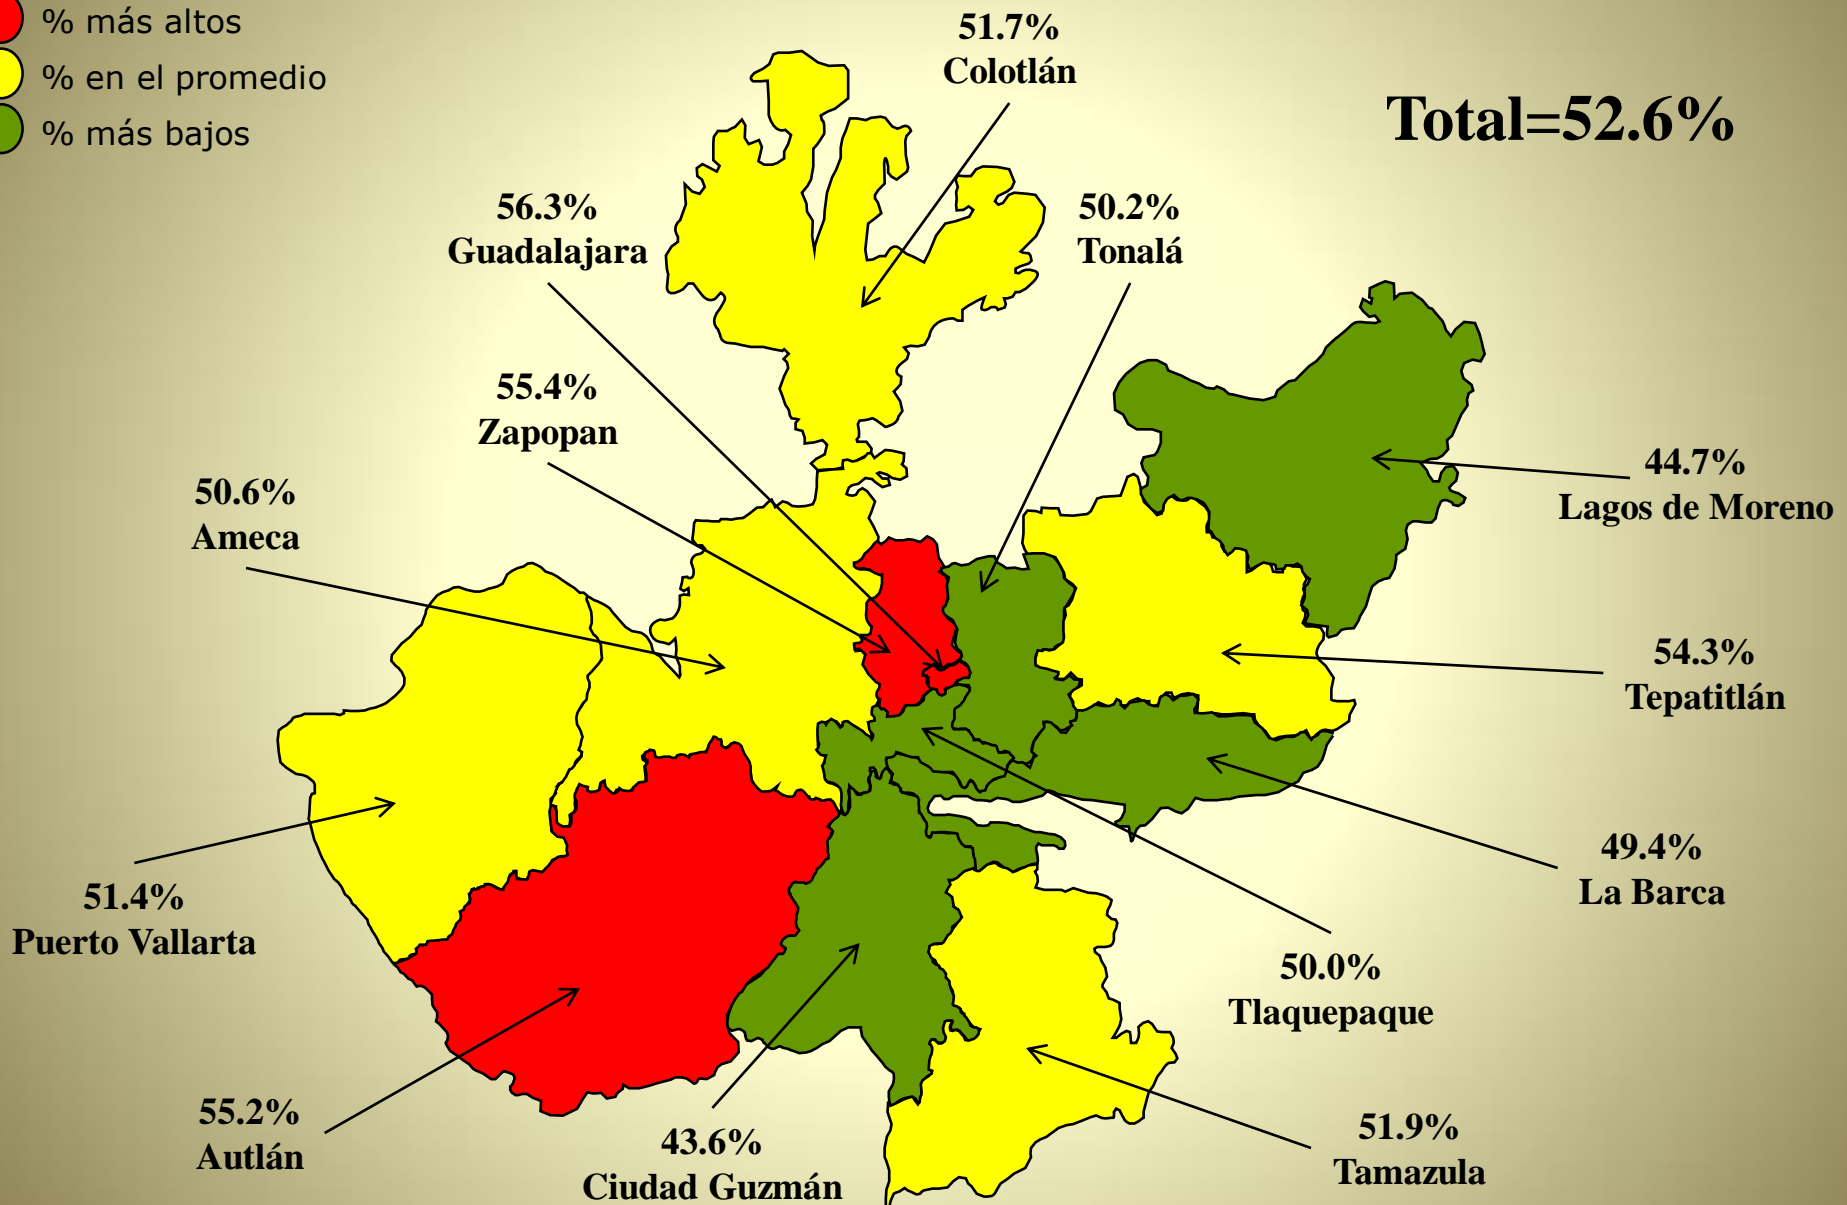 % más altos
% en el promedio
% más bajos
51.7%
Colotlán
Total=52.6%
56.3%
Guadalajara
50.2%
Tonalá
55.4%
Zapopan
50.6%
Ameca
44.7%
Lagos de Moreno
54.3%
Tepatitlán
51.4%
Puerto Vallarta
49.4%
La Barca
50.0%
Tlaquepaque
55.2%
Autlán
43.6%
Ciudad Guzmán
51.9%
Tamazula